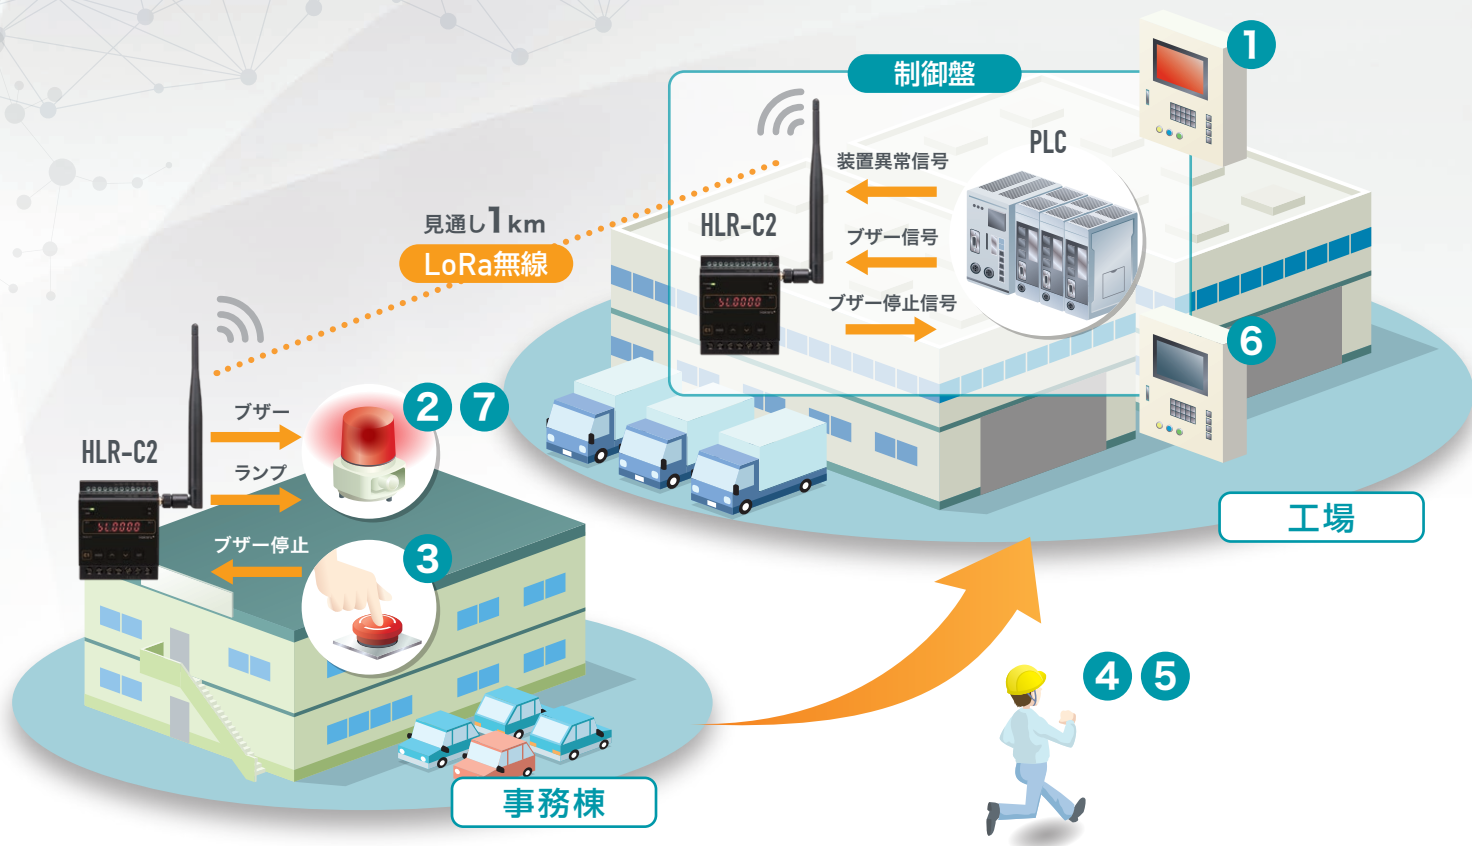 制御盤
1
PLC
装置異常信号
HLR-C2
ブザー信号
ブザー停止信号
見通し1km
LoRa無線
6
工場
2
7
ブザー
HLR-C2
ランプ
ブザー停止
3
4
5
事務棟